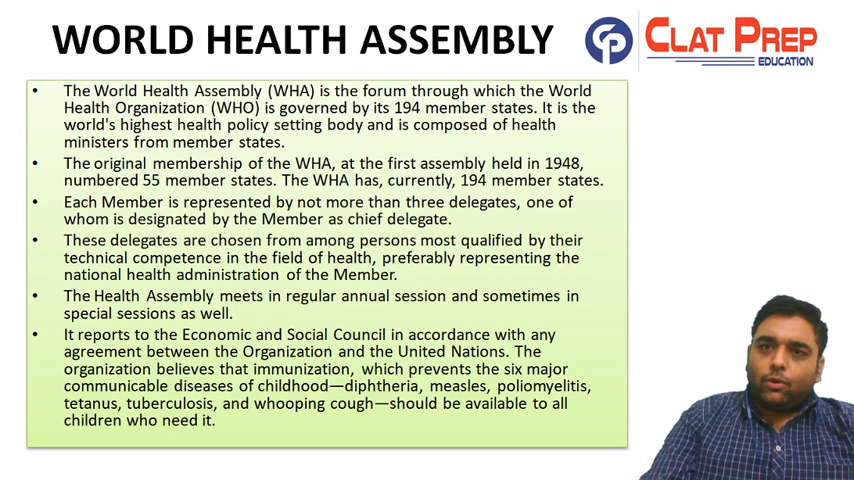 WORLD HEALTH ASSEMBLY
CP
CLAT PREP
EDUCATION
• The World Health Assembly (WHA) is the forum through which the World
Health Organization (WHO) is governed by its 194 member states. It is the
world's highest health policy setting body and is composed of health
ministers from member states.
• The original membership of the WHA, at the first assembly held in 1948,
numbered 55 member states. The WHA has, currently, 194 member states.
• Each Member is represented by not more than three delegates, one of
whom is designated by the Member as chief delegate.
• These delegates are chosen from among persons most qualified by their
technical competence in the field of health, preferably representing the
national health administration of the Member.
• The Health Assembly meets in regular annual session and sometimes in
special sessions as well.
• It reports to the Economic and Social Council in accordance with any
agreement between the Organization and the United Nations. The
organization believes that immunization, which prevents the six major
communicable diseases of childhood—diphtheria, measles, poliomyelitis,
tetanus, tuberculosis, and whooping cough—should be available to all
children who need it.